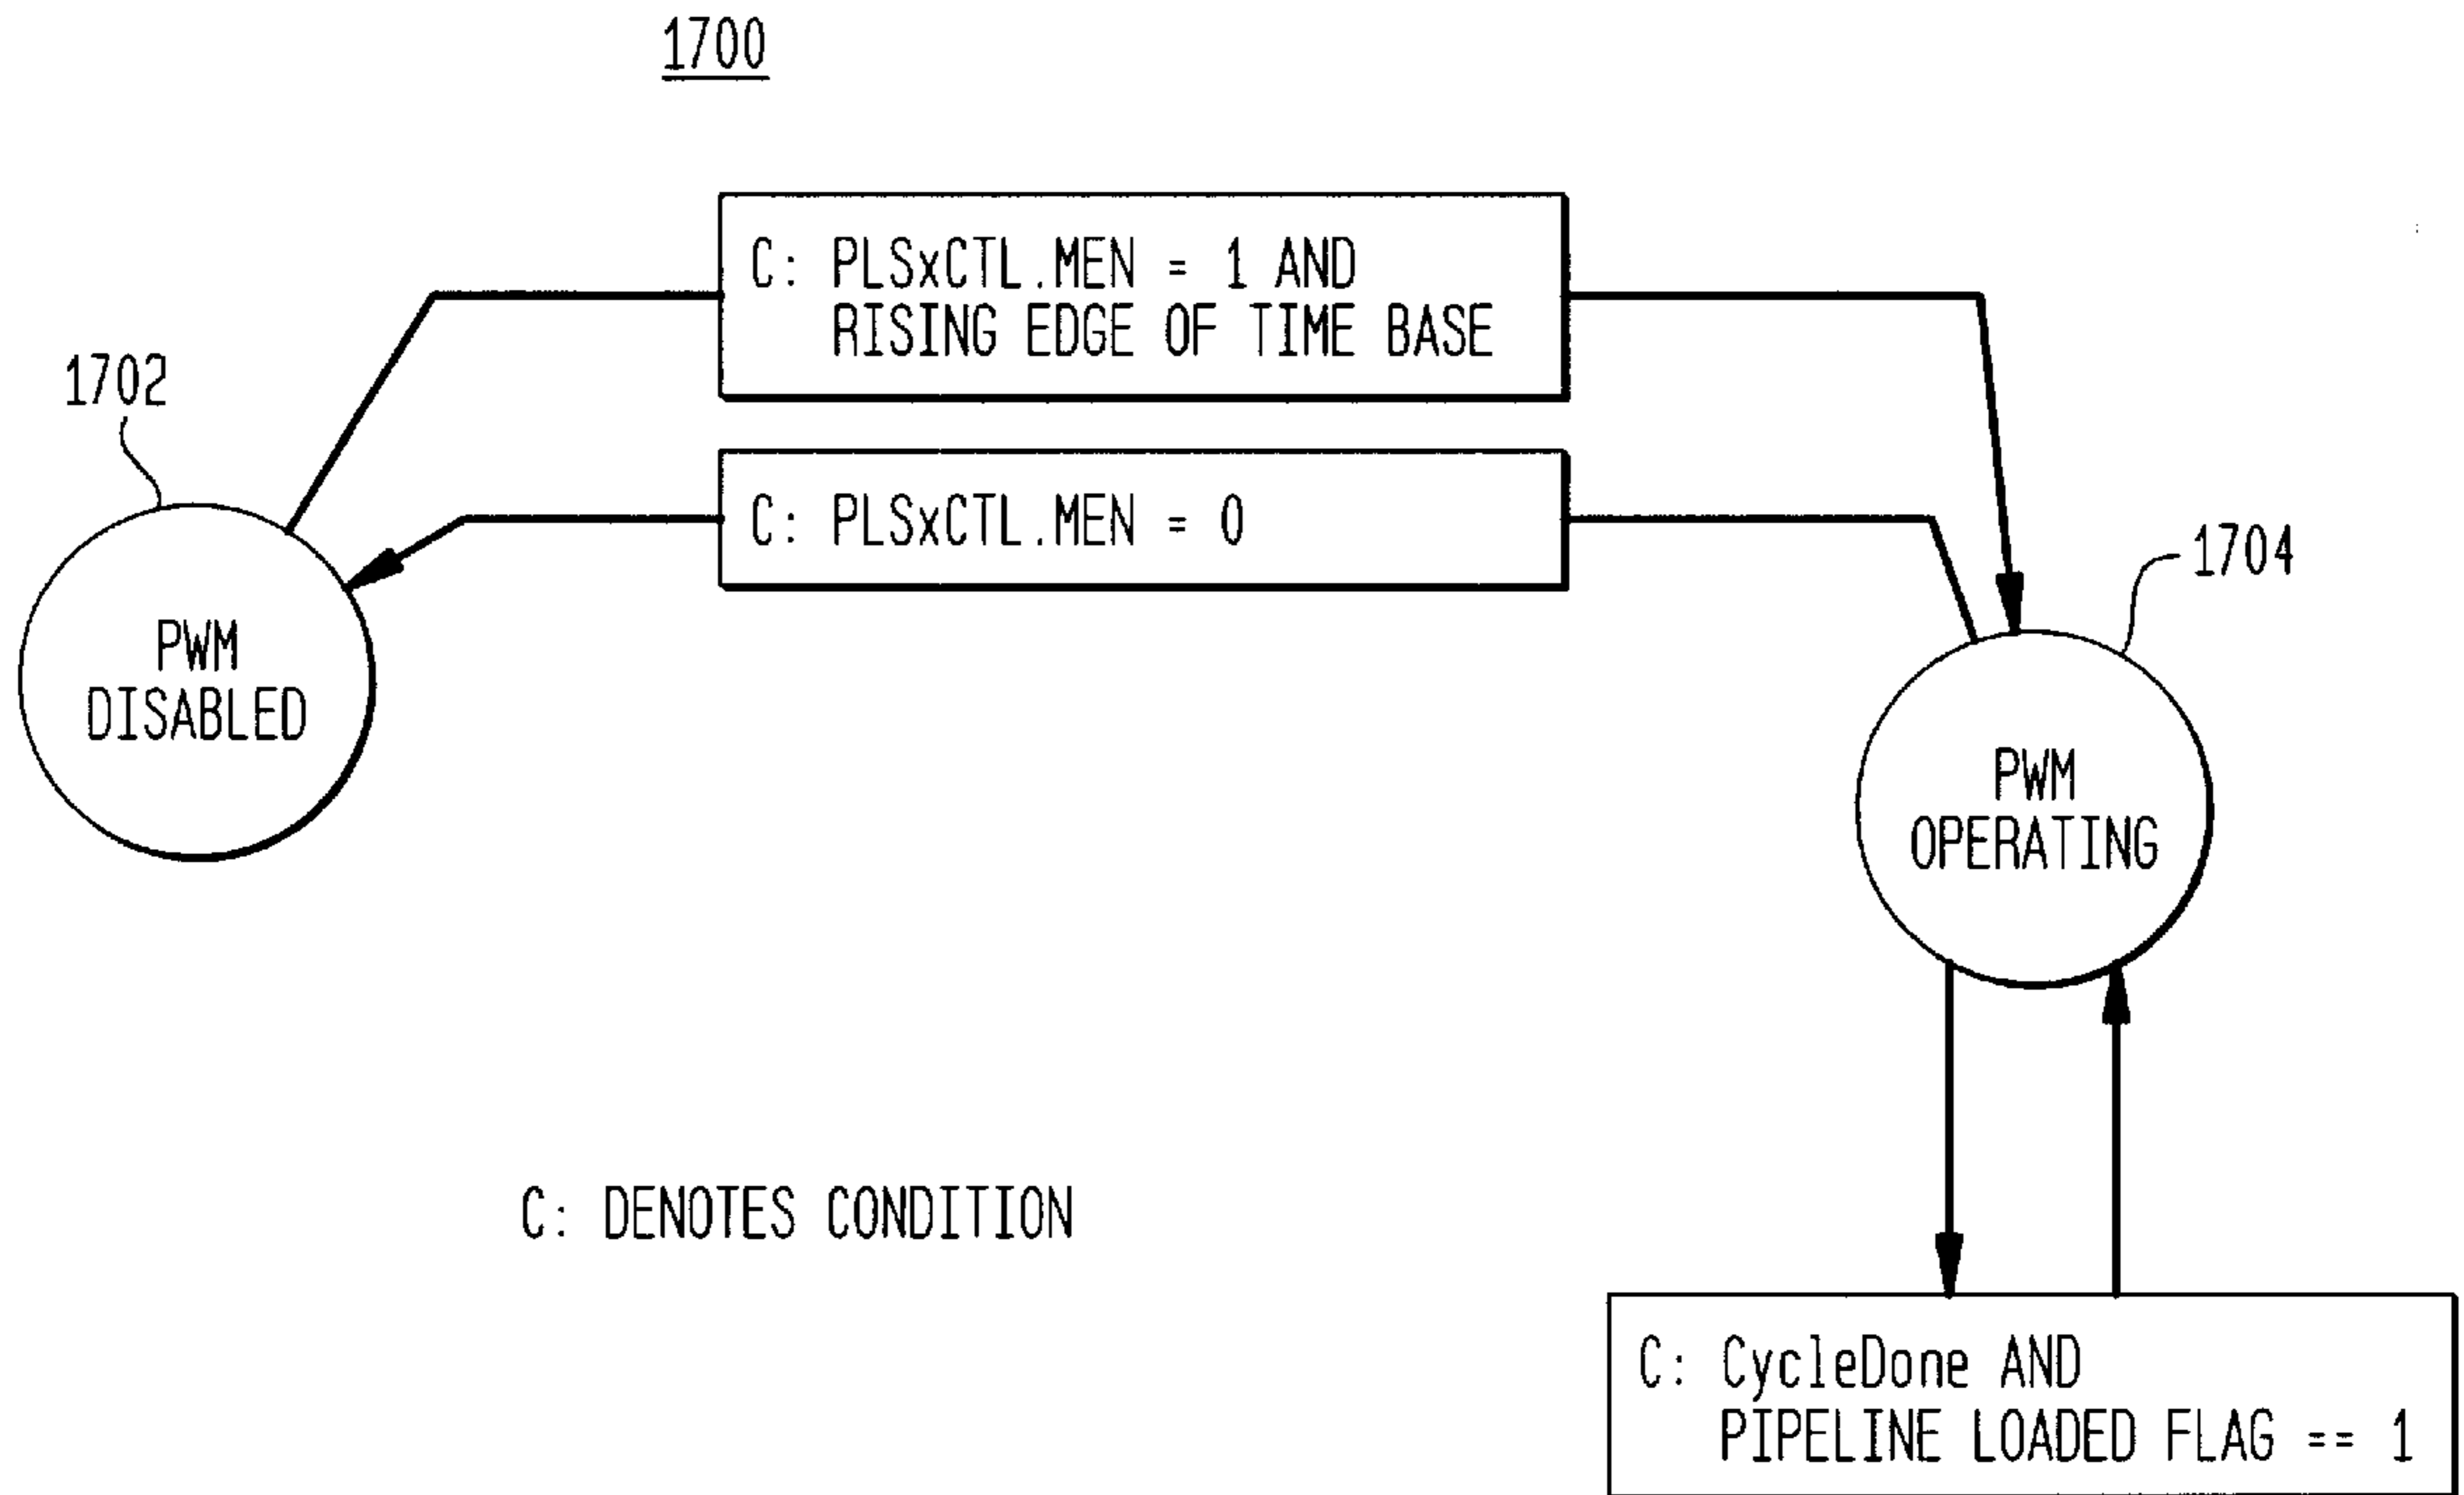 1700
C: PLSxCTL.MEN = 1 AND
RISING EDGE OF TIME BASE
1702
C: PLSxCTL.MEN = 0
1704
PWM
DISABLED
PWM
OPERATING
C: DENOTES CONDITION
C: CycleDone AND
PIPELINE LOADED FLAG == 1